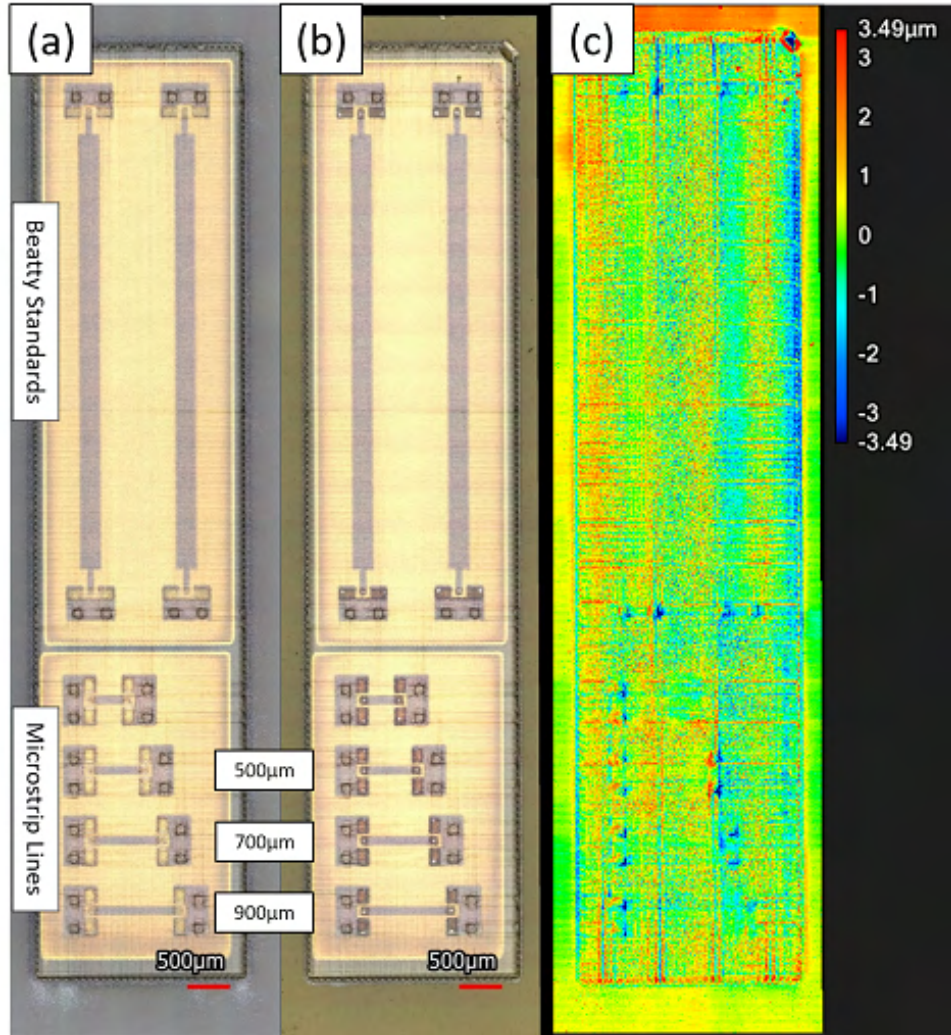 (a)
(b)
(c)
3.49µm
3
2
1
0
-1
-2
-3
-3.49
Beatty Standards
Microstrip Lines
500µm
700µm
900µm
500µm
500µm